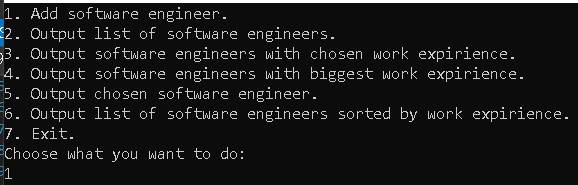 1. Add software engineer.
2. Output list of software engineers.
3. Output software engineers with chosen work expirience.
4. Output software engineers with biggest work expirience.
5. Output chosen software engineer.
6. Output list of software engineers sorted by work expirience.
7. Exit.
Choose what you want to do:
1